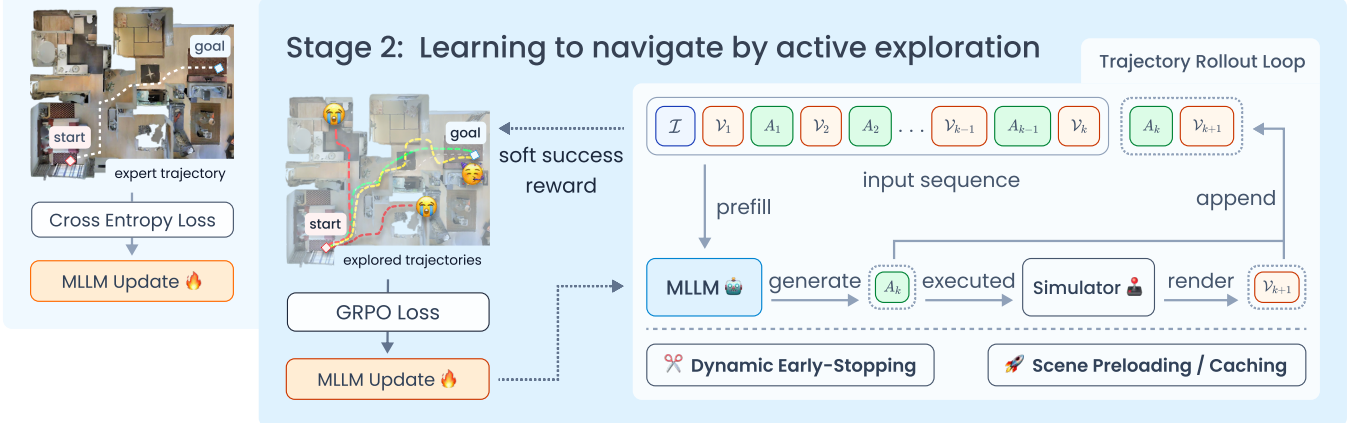 goal
start
expert trajectory
Cross Entropy Loss
MLLM Update 🔥
Stage 2: Learning to navigate by active exploration
goal
start
explored trajectories
GRPO Loss
MLLM Update 🔥
soft success
reward
Trajectory Rollout Loop
𝓘 𝒱₁ A₁ 𝒱₂ A₂ ... 𝒱ₖ₋₁ Aₖ₋₁ 𝒱ₖ Aₖ 𝒱ₖ₊₁
input sequence
prefill
append
MLLM 🤖 generate Aₖ executed Simulator 🕹️ render 𝒱ₖ₊₁
✂️ Dynamic Early-Stopping
🚀 Scene Preloading / Caching